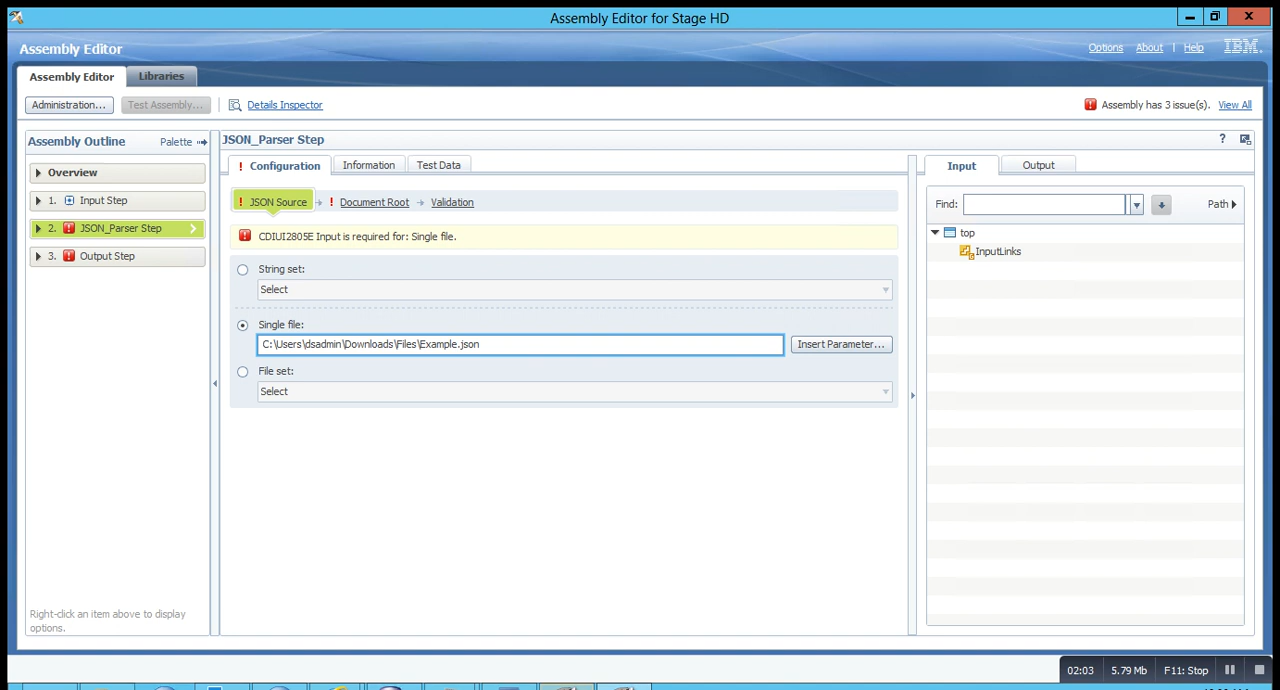 Assembly Editor for Stage HD
Assembly Editor
Options About Help IBM
Assembly Editor Libraries
Administration... Test Assembly... Details Inspector Assembly has 3 issue(s). View All
Assembly Outline Palette
Overview
1. Input Step
2. JSON_Parser Step
3. Output Step
Right-click an item above to display
options.
JSON_Parser Step ?
! Configuration Information Test Data
! JSON Source ! Document Root Validation
CDIUI2805E Input is required for: Single file.
String set:
Select
Single file:
C:\Users\dsadmin\Downloads\Files\Example.json Insert Parameter...
File set:
Select
Input Output
Find: Path
top
InputLinks
02:03 5.79 Mb F11: Stop